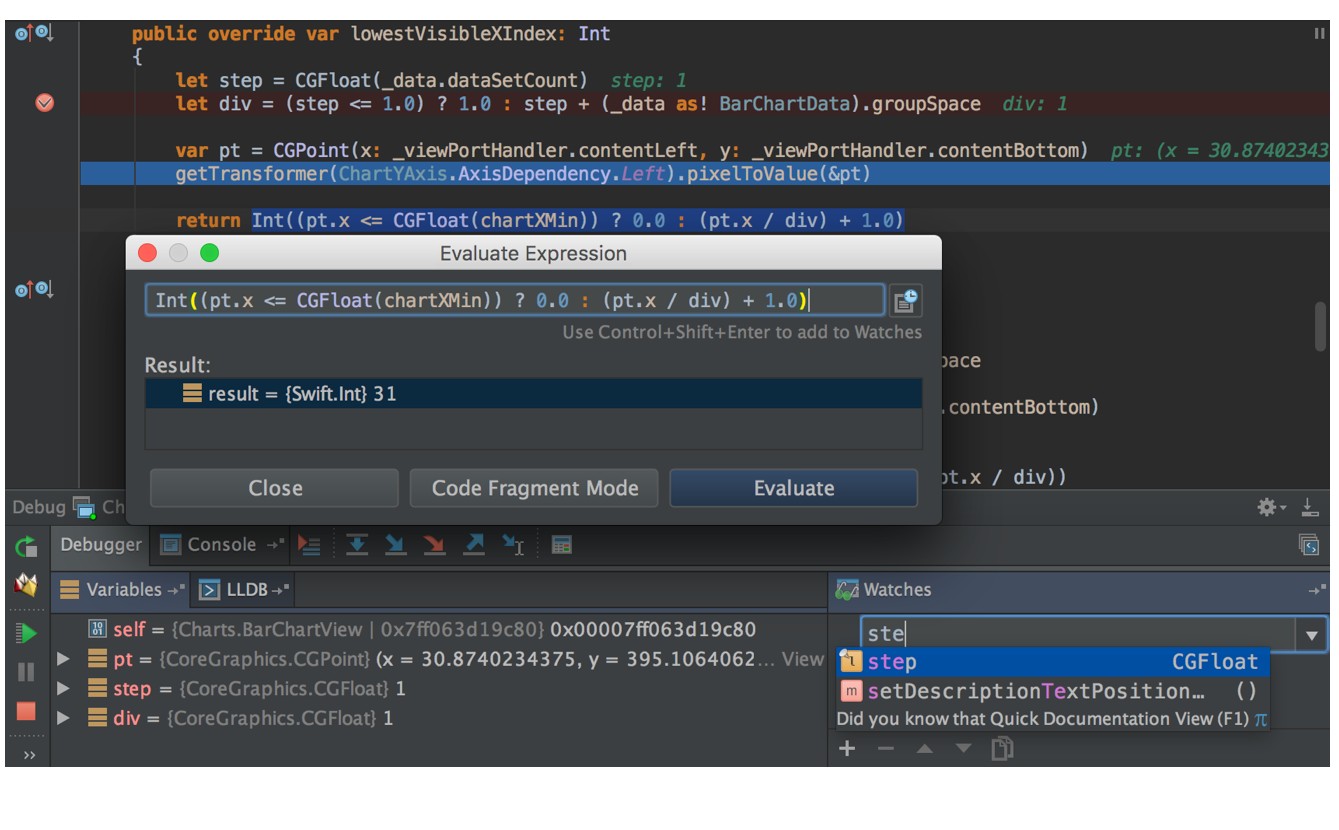 public override var lowestVisibleXIndex: Int
{
let step = CGFloat(_data.dataSetCount) step: 1
let div = (step <= 1.0) ? 1.0 : step + (_data as! BarChartData).groupSpace div: 1
var pt = CGPoint(x: _viewPortHandler.contentLeft, y: _viewPortHandler.contentBottom) pt: (x = 30.87402343
getTransformer(ChartYAxis.AxisDependency.Left).pixelToValue(&pt)
return Int((pt.x <= CGFloat(chartXMin)) ? 0.0 : (pt.x / div) + 1.0)
Evaluate Expression
Int((pt.x <= CGFloat(chartXMin)) ? 0.0 : (pt.x / div) + 1.0)
Use Control+Shift+Enter to add to Watches
pace
Result:
result = {Swift.Int} 31
.contentBottom)
pt.x / div))
Close Code Fragment Mode Evaluate
Debug Ch
Debugger Console
Variables LLDB Watches
self = {Charts.BarChartView | 0x7ff063d19c80} 0x00007ff063d19c80
ste
pt = {CoreGraphics.CGPoint} (x = 30.8740234375, y = 395.1064062... View
step CGFloat
step = {CoreGraphics.CGFloat} 1
m setDescriptionTextPosition… ()
div = {CoreGraphics.CGFloat} 1
Did you know that Quick Documentation View (F1) π